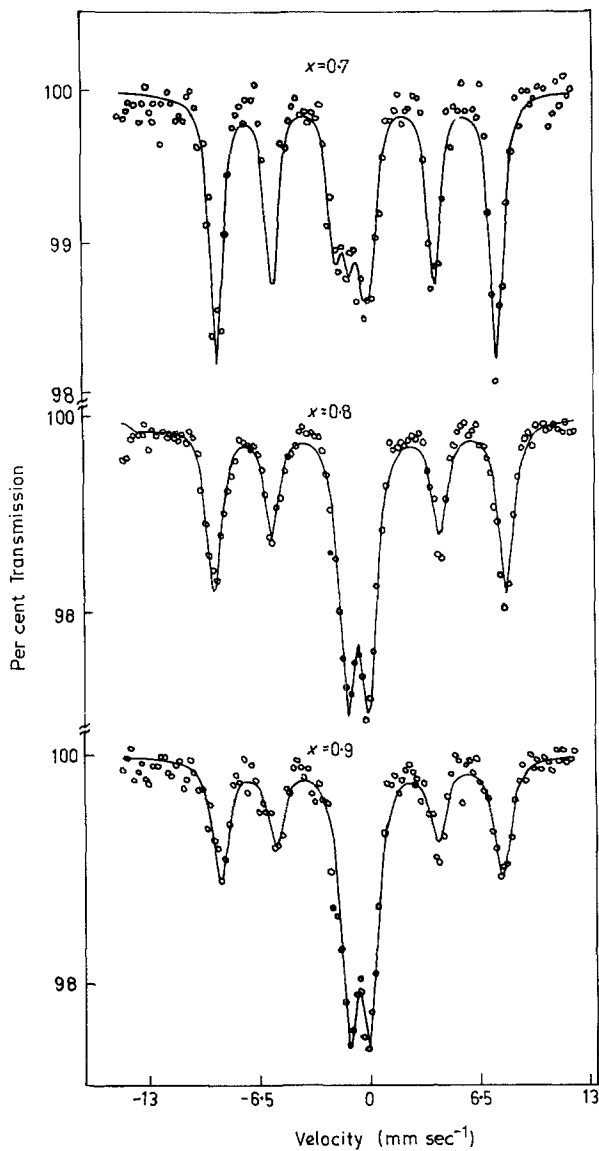 x=0·7
100
99
98
x=0·8
100
98
x=0·9
100
98
Per cent Transmission
-13
-6·5
0
6·5
13
Velocity (mm sec⁻¹)